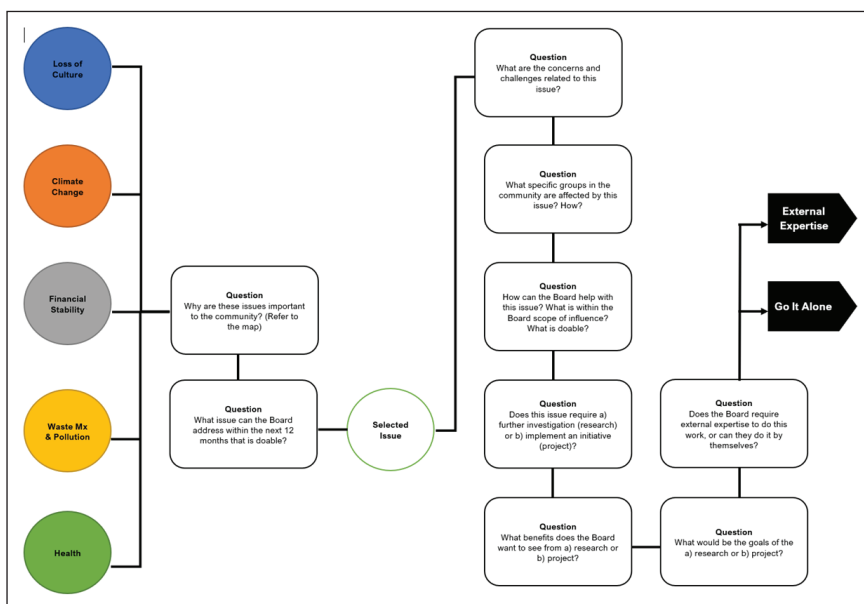 Loss of
Culture
Climate
Change
Financial
Stability
Waste Mx
& Pollution
Health
Question
Why are these issues important
to the community? (Refer to
the map)
Question
What issue can the Board
address within the next 12
months that is doable?
Selected
Issue
Question
What are the concerns and
challenges related to this
issue?
Question
What specific groups in the
community are affected by this
issue? How?
Question
How can the Board help with
this issue? What is within the
Board scope of influence?
What is doable?
Question
Does this issue require a)
further investigation (research)
or b) implement an initiative
(project)?
Question
What benefits does the Board
want to see from a) research or
b) project?
Question
What would be the goals of the
a) research or b) project?
Question
Does the Board require
external expertise to do this
work, or can they do it by
themselves?
External
Expertise
Go It Alone